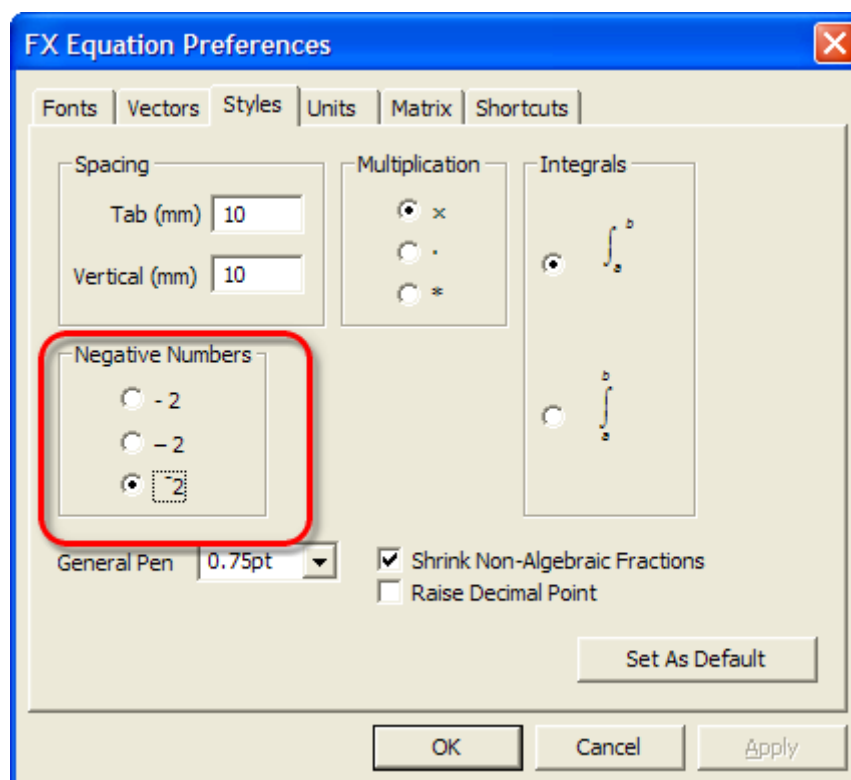 FX Equation Preferences
Fonts Vectors Styles Units Matrix Shortcuts
Spacing
Tab (mm) 10
Vertical (mm) 10
Multiplication
×
·
*
Integrals
∫ b a
b ∫ a
Negative Numbers
- 2
– 2
¯2
General Pen 0.75pt
Shrink Non-Algebraic Fractions
Raise Decimal Point
Set As Default
OK Cancel Apply